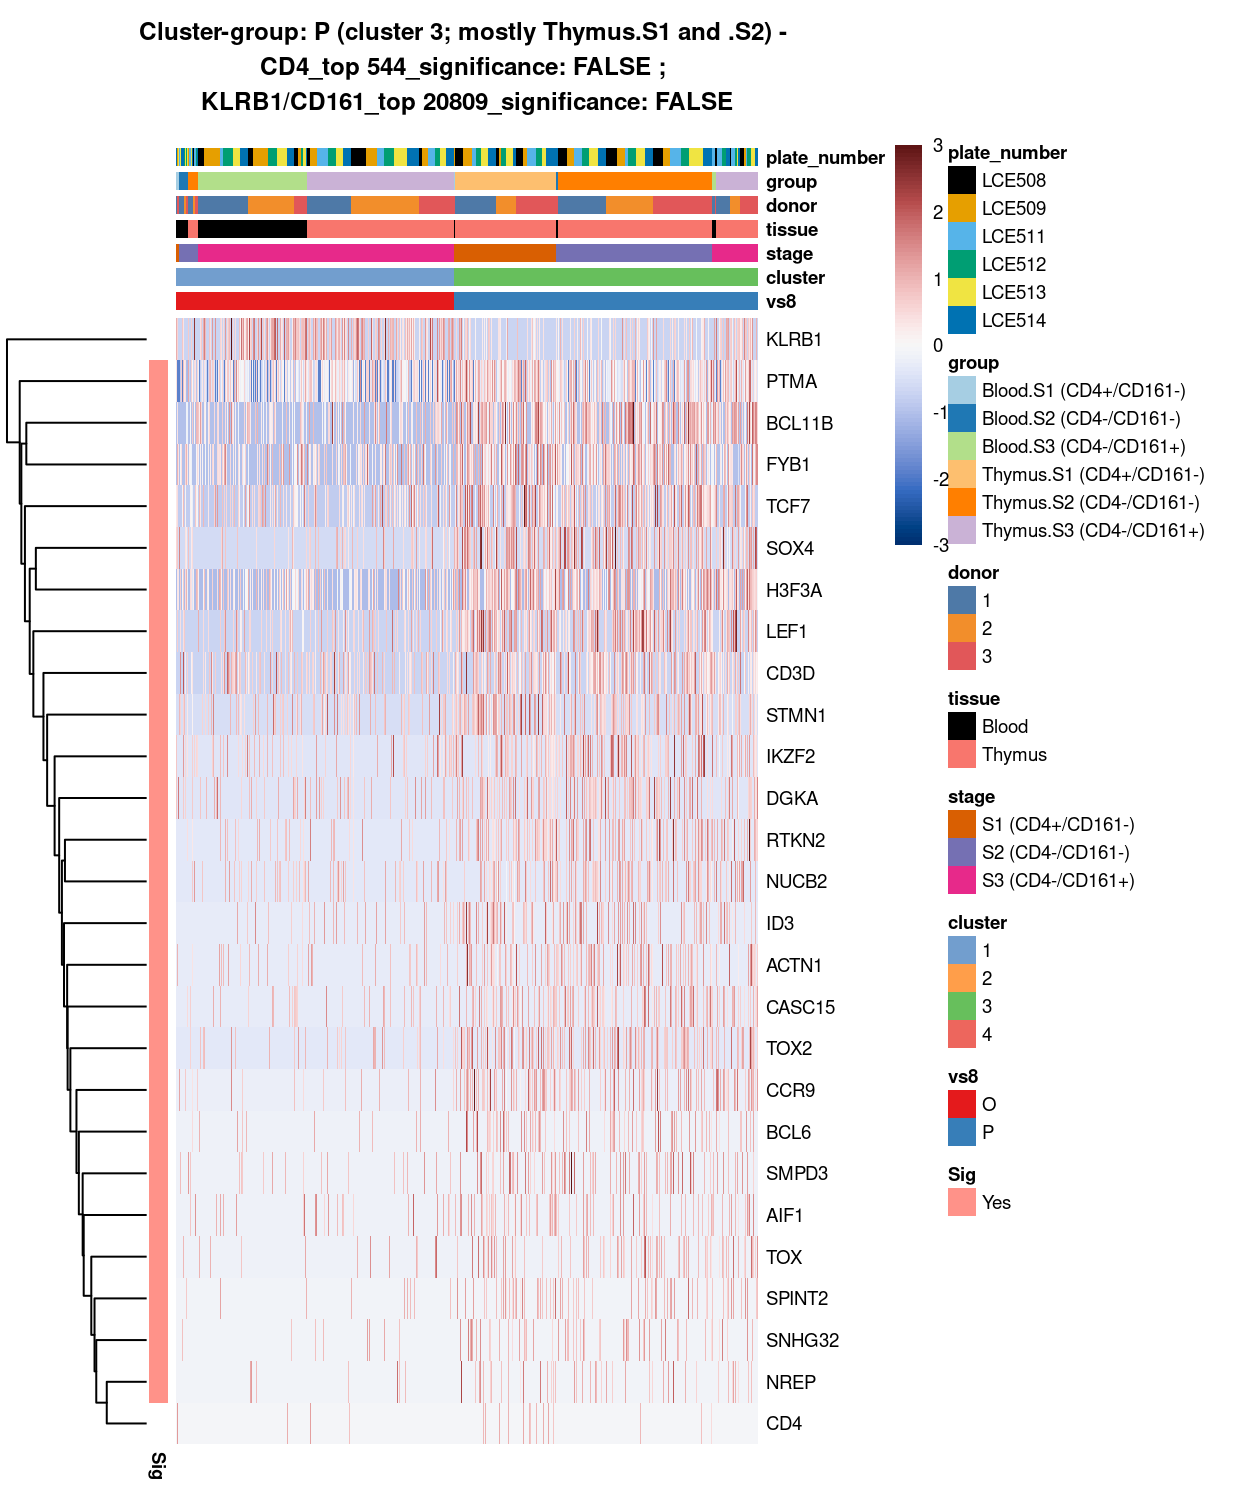 Cluster-group: P (cluster 3; mostly Thymus.S1 and .S2) -
CD4_top 544_significance: FALSE ;
KLRB1/CD161_top 20809_significance: FALSE
plate_number
group
donor
tissue
stage
cluster
vs8
KLRB1
PTMA
BCL11B
FYB1
TCF7
SOX4
H3F3A
LEF1
CD3D
STMN1
IKZF2
DGKA
RTKN2
NUCB2
ID3
ACTN1
CASC15
TOX2
CCR9
BCL6
SMPD3
AIF1
TOX
SPINT2
SNHG32
NREP
CD4
Sig
3
2
1
0
-1
-2
-3
plate_number
LCE508
LCE509
LCE511
LCE512
LCE513
LCE514
group
Blood.S1 (CD4+/CD161-)
Blood.S2 (CD4-/CD161-)
Blood.S3 (CD4-/CD161+)
Thymus.S1 (CD4+/CD161-)
Thymus.S2 (CD4-/CD161-)
Thymus.S3 (CD4-/CD161+)
donor
1
2
3
tissue
Blood
Thymus
stage
S1 (CD4+/CD161-)
S2 (CD4-/CD161-)
S3 (CD4-/CD161+)
cluster
1
2
3
4
vs8
O
P
Sig
Yes